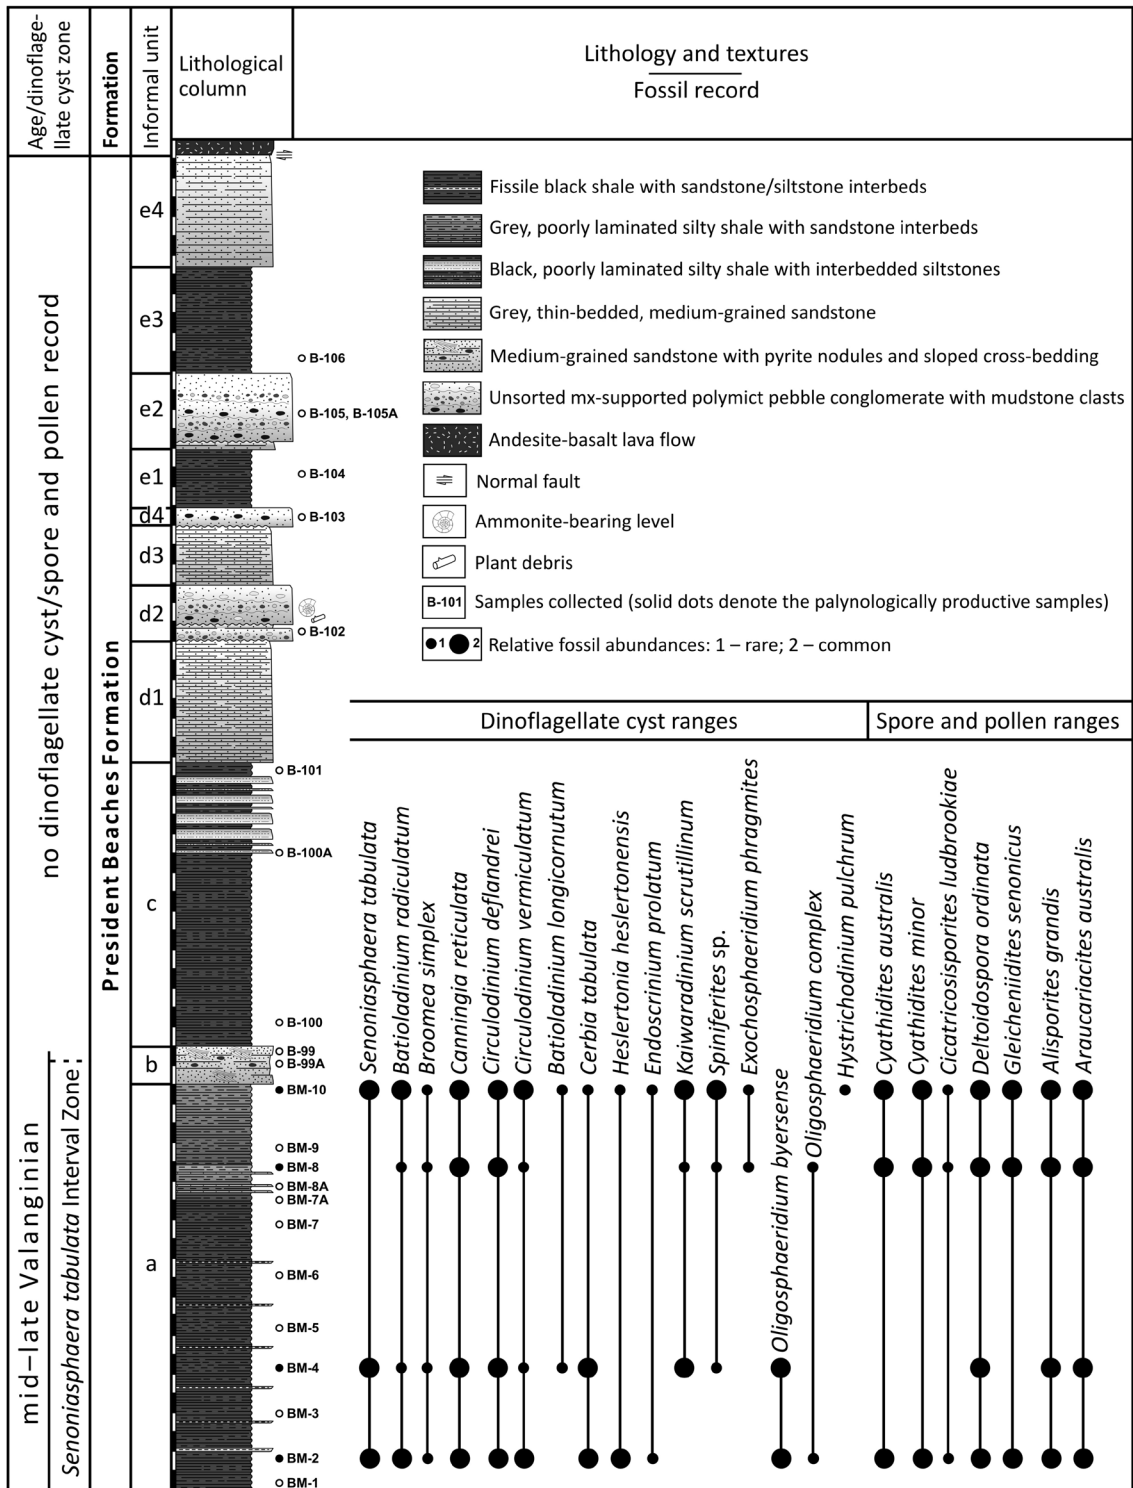 Age/dinoflage-
llate cyst zone
Formation
Informal unit
Lithological
column
Lithology and textures
Fossil record
no dinoflagellate cyst/spore and pollen record
mid–late Valanginian
Senoniasphaera tabulata Interval Zone
President Beaches Formation
e4
e3
e2
e1
d4
d3
d2
d1
c
b
a
B-106
B-105, B-105A
B-104
B-103
B-102
B-101
B-100A
B-100
B-99
B-99A
BM-10
BM-9
BM-8
BM-8A
BM-7A
BM-7
BM-6
BM-5
BM-4
BM-3
BM-2
BM-1
Fissile black shale with sandstone/siltstone interbeds
Grey, poorly laminated silty shale with sandstone interbeds
Black, poorly laminated silty shale with interbedded siltstones
Grey, thin-bedded, medium-grained sandstone
Medium-grained sandstone with pyrite nodules and sloped cross-bedding
Unsorted mx-supported polymict pebble conglomerate with mudstone clasts
Andesite-basalt lava flow
Normal fault
Ammonite-bearing level
Plant debris
B-101 Samples collected (solid dots denote the palynologically productive samples)
1 2 Relative fossil abundances: 1 – rare; 2 – common
Dinoflagellate cyst ranges
Spore and pollen ranges
Senoniasphaera tabulata
Batioladinium radiculatum
Broomea simplex
Canningia reticulata
Circulodinium deflandrei
Circulodinium vermiculatum
Batioladinium longicornutum
Cerbia tabulata
Heslertonia heslertonensis
Endoscrinium prolatum
Kaiwaradinium scrutillinum
Spiniferites sp.
Exochosphaeridium phragmites
Oligosphaeridium byersense
Oligosphaeridium complex
Hystrichodinium pulchrum
Cyathidites australis
Cyathidites minor
Cicatricosisporites ludbrookiae
Deltoidospora ordinata
Gleicheniidites senonicus
Alisporites grandis
Araucariacites australis